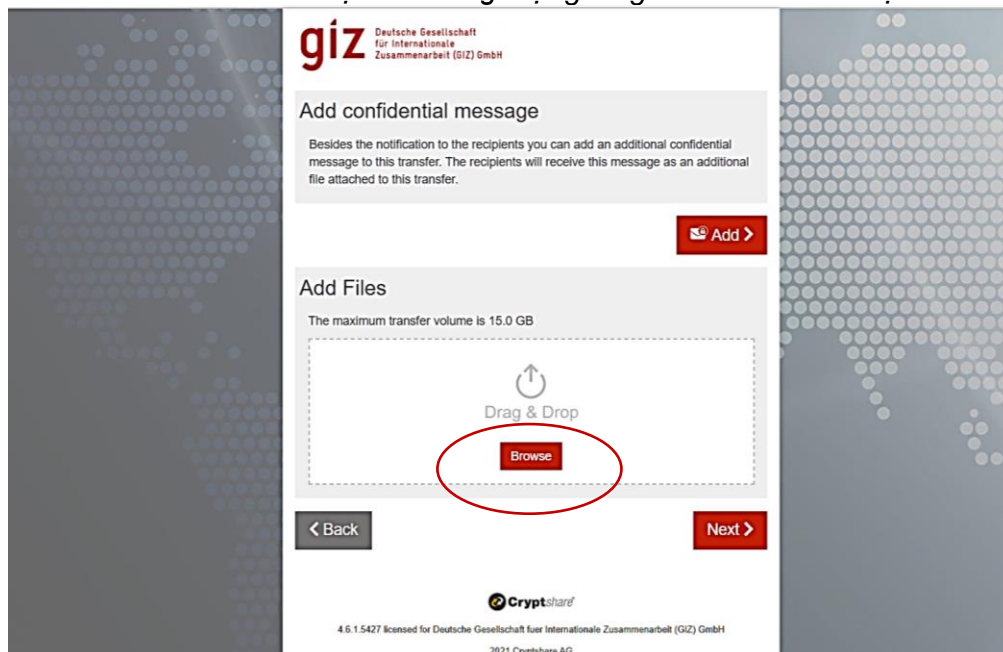 giz Deutsche Gesellschaft
für Internationale
Zusammenarbeit (GIZ) GmbH
Add confidential message
Besides the notification to the recipients you can add an additional confidential
message to this transfer. The recipients will receive this message as an additional
file attached to this transfer.
Add
Add Files
The maximum transfer volume is 15.0 GB
Drag & Drop
Browse
Back
Next
Cryptshare
4.6.1.5427 licensed for Deutsche Gesellschaft fuer Internationale Zusammenarbeit (GIZ) GmbH
2021 Cryptshare AG